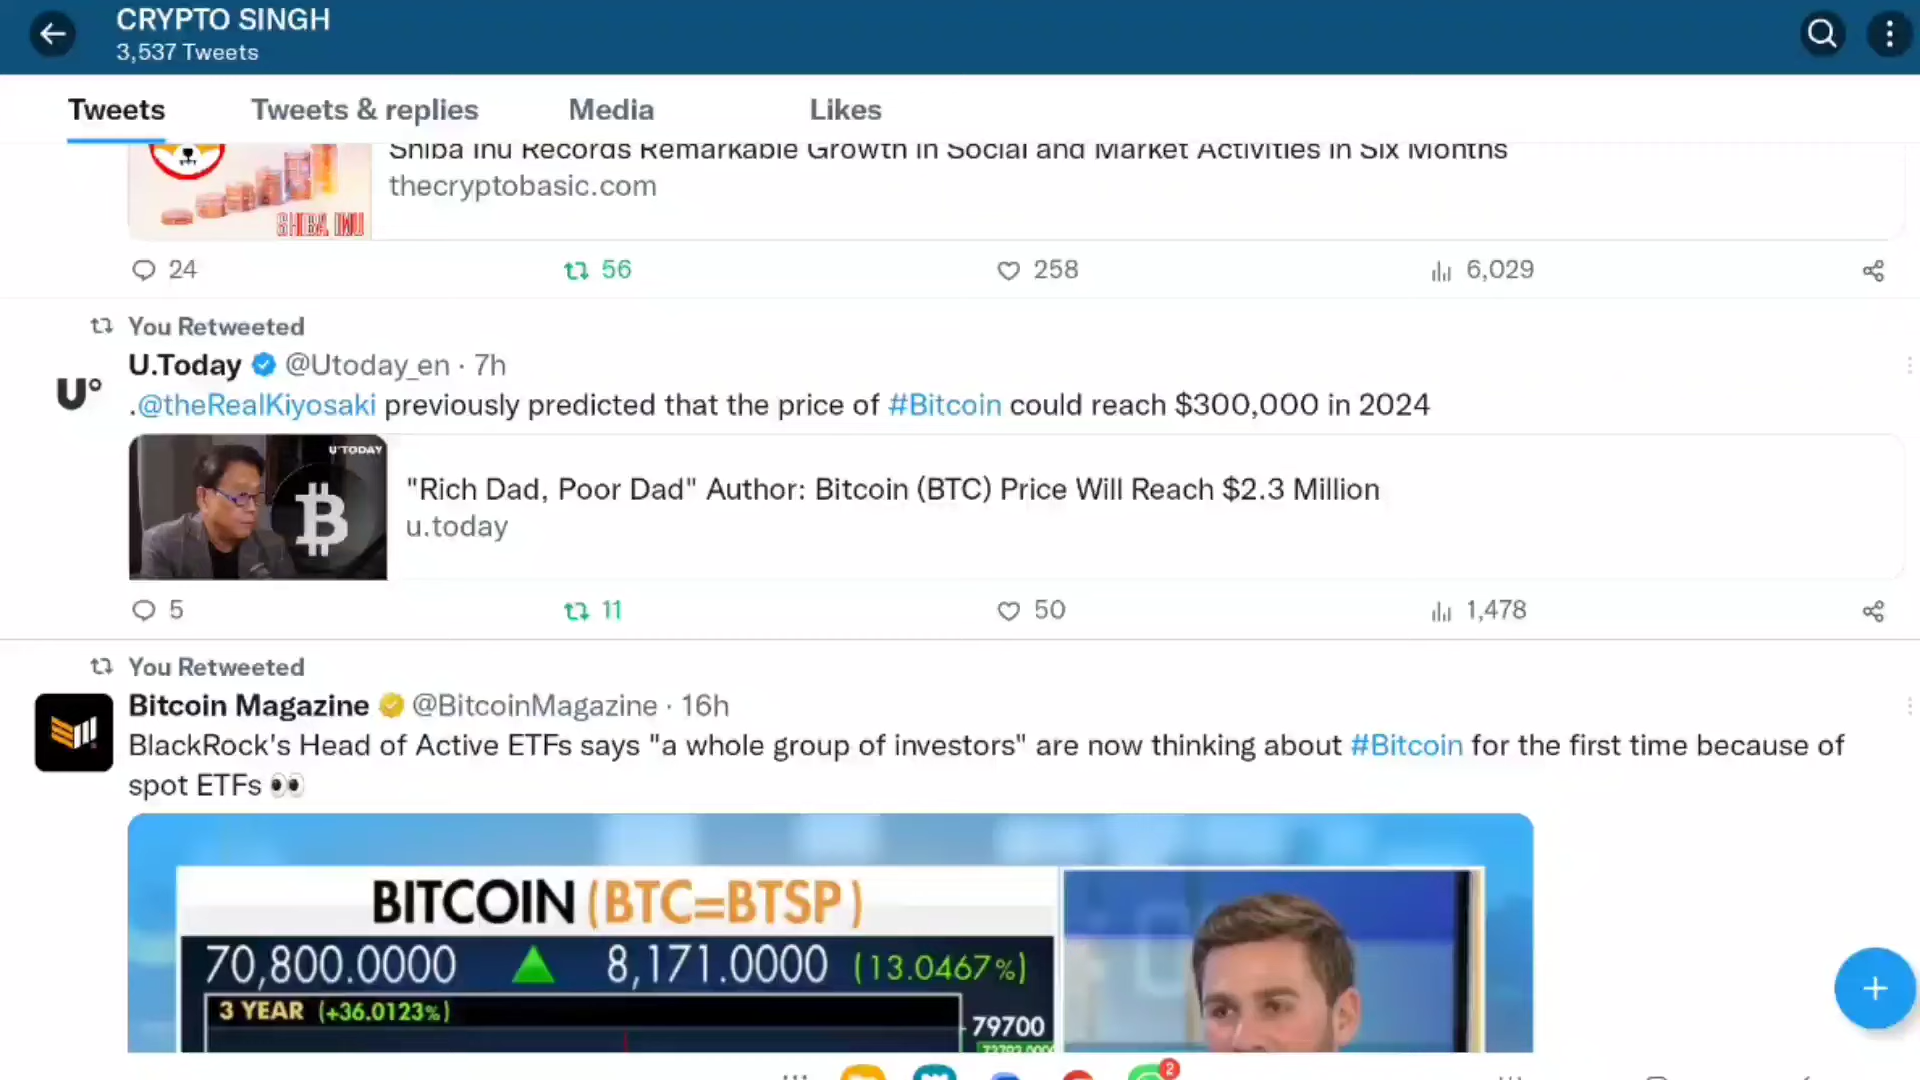 CRYPTO SINGH
3,537 Tweets
Tweets
Tweets & replies
Media
Likes
Shiba Inu Records Remarkable Growth in Social and Market Activities in Six Months
thecryptobasic.com
SHIBA INU
24
56
258
6,029
You Retweeted
U.Today @Utoday_en · 7h
U°
.@theRealKiyosaki previously predicted that the price of #Bitcoin could reach $300,000 in 2024
U°TODAY
"Rich Dad, Poor Dad" Author: Bitcoin (BTC) Price Will Reach $2.3 Million
u.today
5
11
50
1,478
You Retweeted
Bitcoin Magazine @BitcoinMagazine · 16h
BlackRock's Head of Active ETFs says "a whole group of investors" are now thinking about #Bitcoin for the first time because of
spot ETFs 👀
BITCOIN (BTC=BTSP)
70,800.0000 ▲ 8,171.0000 (13.0467%)
3 YEAR (+36.0123%)
79700
2